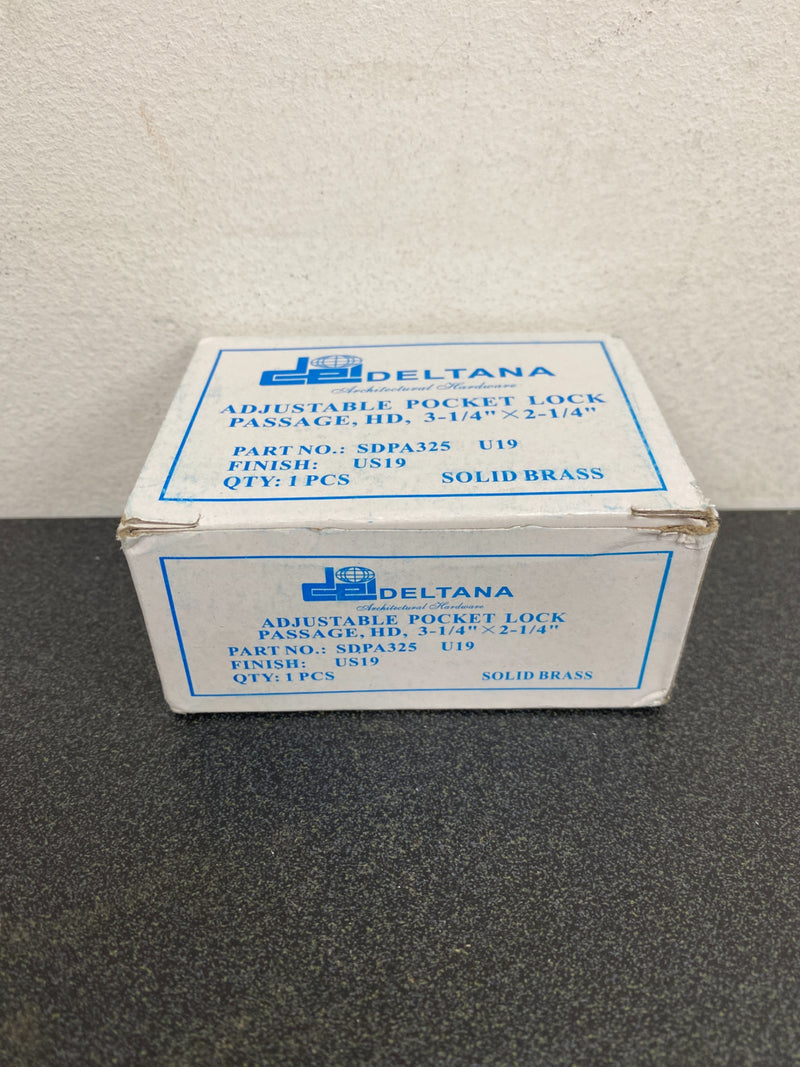 dcei DELTANA
Architectural Hardware
ADJUSTABLE POCKET LOCK
PASSAGE, HD, 3-1/4"×2-1/4"
PART NO.: SDPA325 U19
FINISH: US19
QTY: 1 PCS SOLID BRASS
dcei DELTANA
Architectural Hardware
ADJUSTABLE POCKET LOCK
PASSAGE, HD, 3-1/4"×2-1/4"
PART NO.: SDPA325 U19
FINISH: US19
QTY: 1 PCS SOLID BRASS